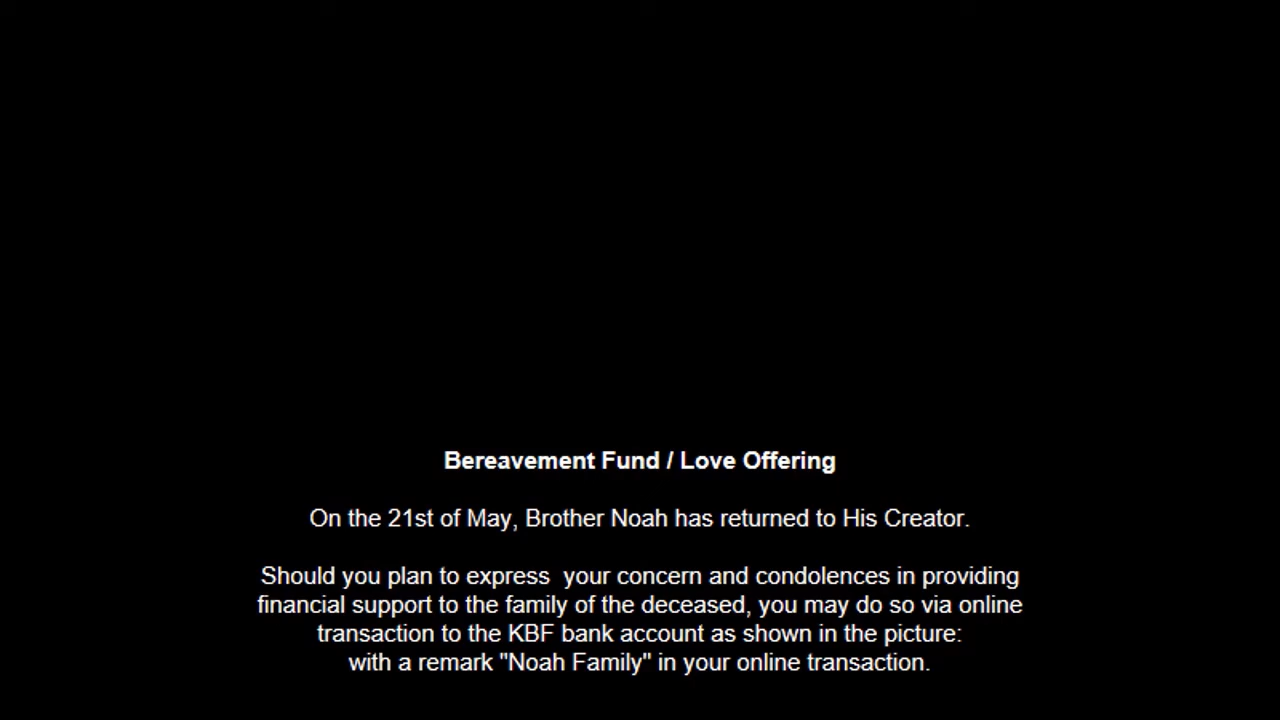 Bereavement Fund / Love Offering
On the 21st of May, Brother Noah has returned to His Creator.
Should you plan to express  your concern and condolences in providing
financial support to the family of the deceased, you may do so via online
transaction to the KBF bank account as shown in the picture:
with a remark "Noah Family" in your online transaction.